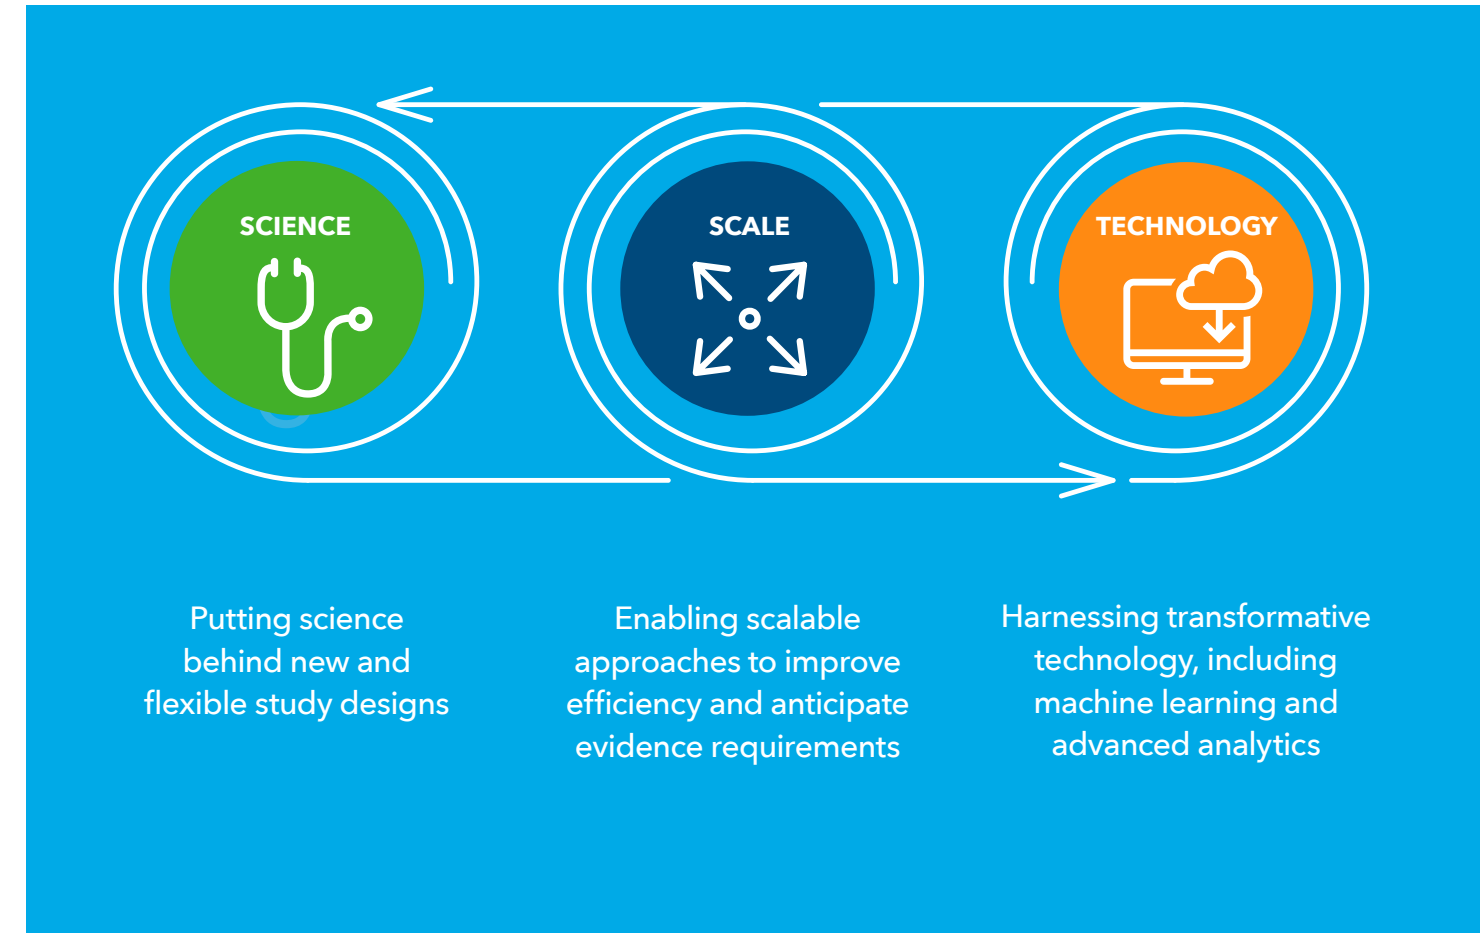 SCIENCE
SCALE
TECHNOLOGY
Putting science
behind new and
flexible study designs
Enabling scalable
approaches to improve
efficiency and anticipate
evidence requirements
Harnessing transformative
technology, including
machine learning and
advanced analytics